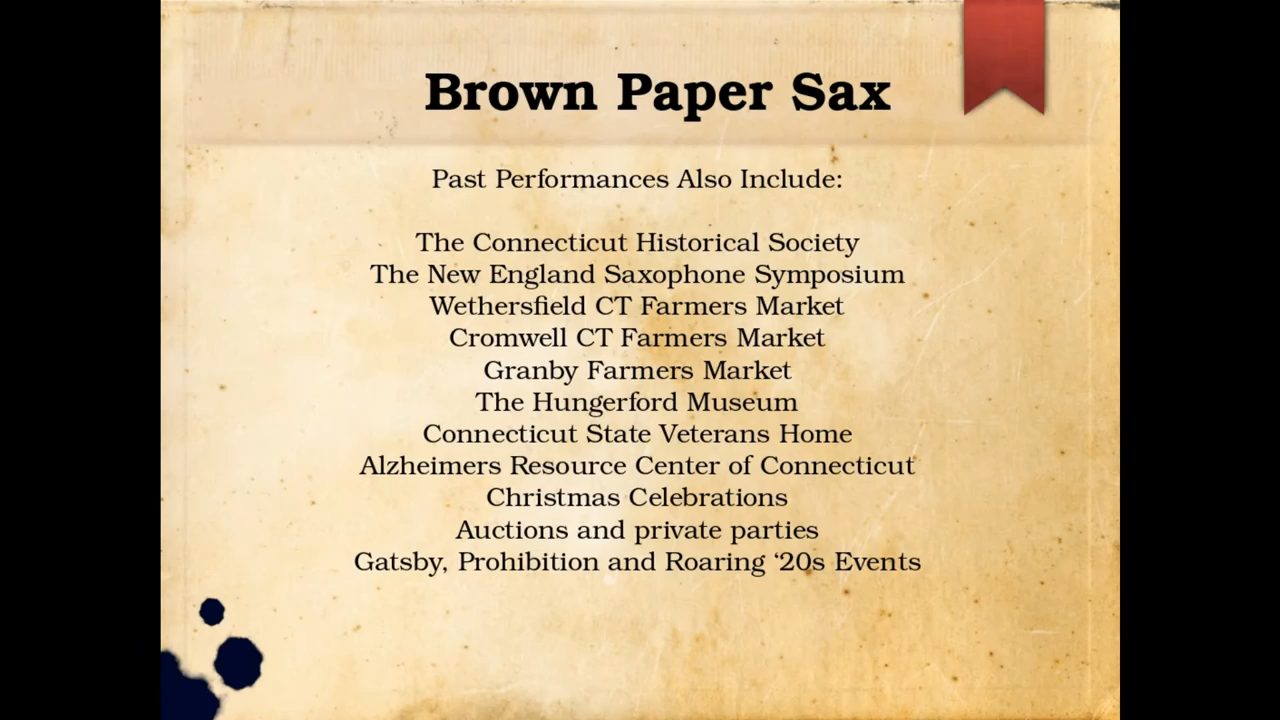 Brown Paper Sax
Past Performances Also Include:
The Connecticut Historical Society
The New England Saxophone Symposium
Wethersfield CT Farmers Market
Cromwell CT Farmers Market
Granby Farmers Market
The Hungerford Museum
Connecticut State Veterans Home
Alzheimers Resource Center of Connecticut
Christmas Celebrations
Auctions and private parties
Gatsby, Prohibition and Roaring ‘20s Events